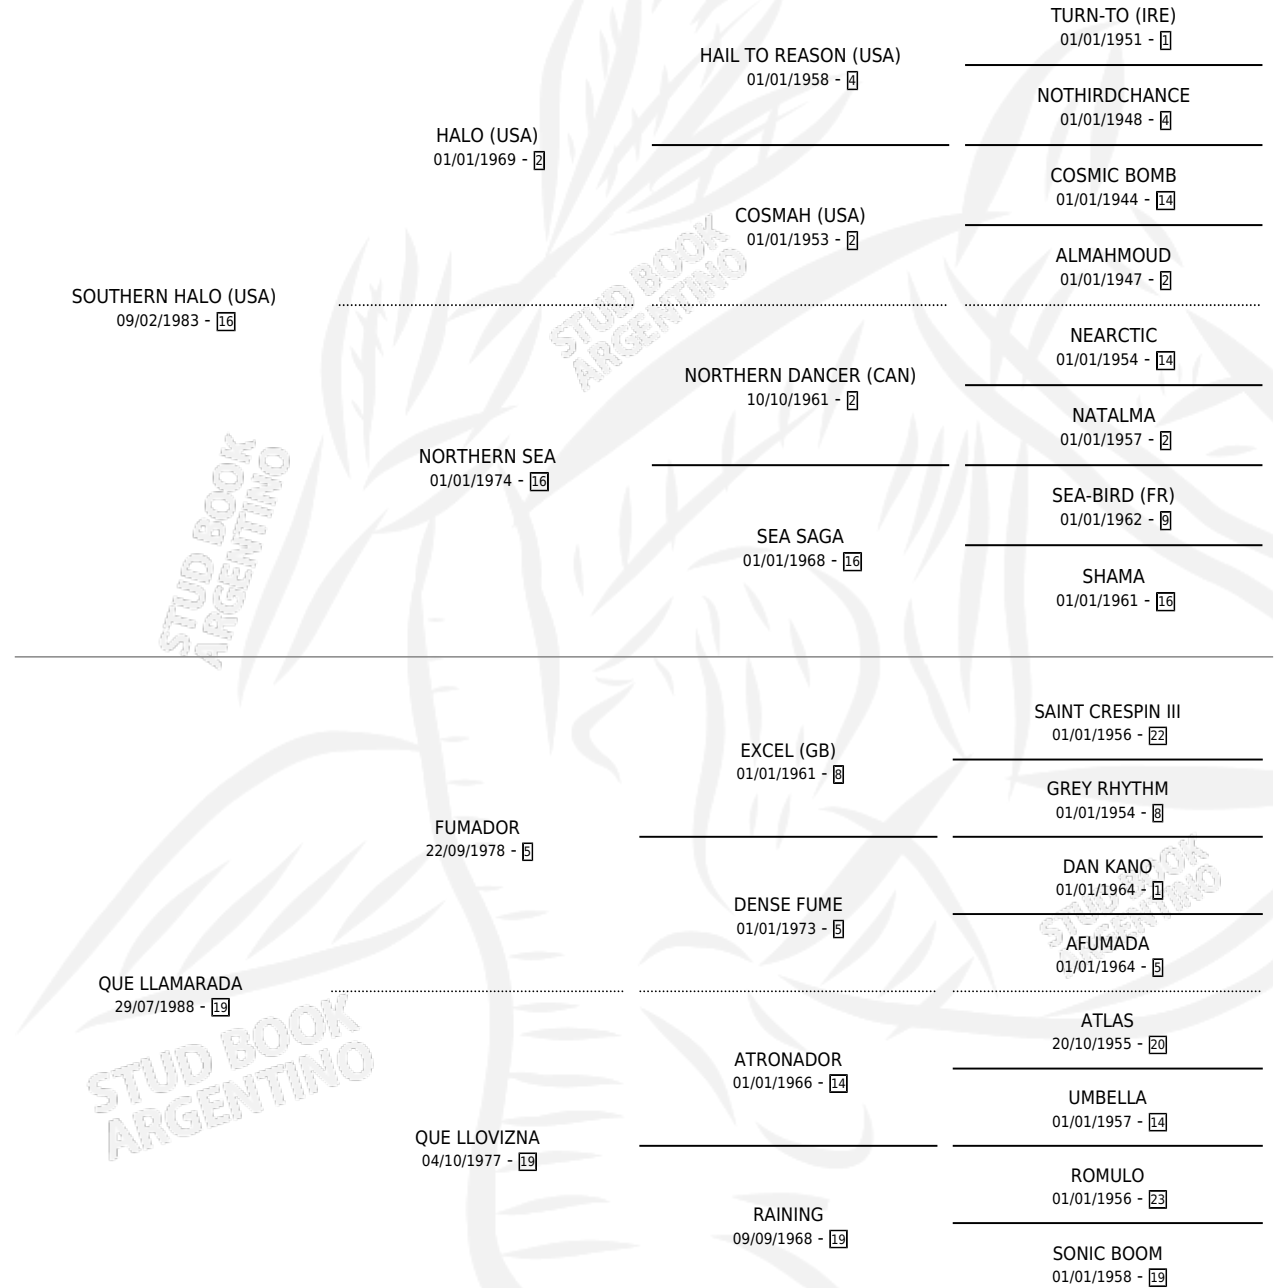 TURN-TO (IRE)
01/01/1951 - 1
HAIL TO REASON (USA)
01/01/1958 - 4
NOTHIRDCHANCE
01/01/1948 - 4
HALO (USA)
01/01/1969 - 2
COSMIC BOMB
01/01/1944 - 14
COSMAH (USA)
01/01/1953 - 2
ALMAHMOUD
01/01/1947 - 2
SOUTHERN HALO (USA)
09/02/1983 - 16
NEARCTIC
01/01/1954 - 14
NORTHERN DANCER (CAN)
10/10/1961 - 2
NATALMA
01/01/1957 - 2
NORTHERN SEA
01/01/1974 - 16
SEA-BIRD (FR)
01/01/1962 - 9
SEA SAGA
01/01/1968 - 16
SHAMA
01/01/1961 - 16
SAINT CRESPIN III
01/01/1956 - 22
EXCEL (GB)
01/01/1961 - 8
GREY RHYTHM
01/01/1954 - 8
FUMADOR
22/09/1978 - 5
DAN KANO
01/01/1964 - 1
DENSE FUME
01/01/1973 - 5
AFUMADA
01/01/1964 - 5
QUE LLAMARADA
29/07/1988 - 19
ATLAS
20/10/1955 - 20
ATRONADOR
01/01/1966 - 14
UMBELLA
01/01/1957 - 14
QUE LLOVIZNA
04/10/1977 - 19
ROMULO
01/01/1956 - 23
RAINING
09/09/1968 - 19
SONIC BOOM
01/01/1958 - 19
STUD BOOK
ARGENTINO
STUD BOOK
ARGENTINO
STUD BOOK
ARGENTINO
STUD BOOK
ARGENTINO